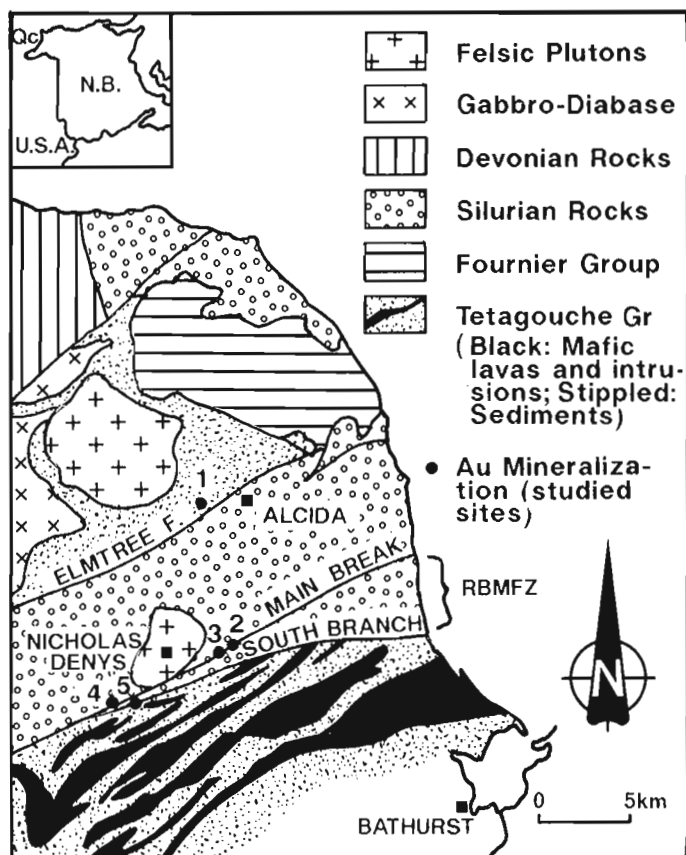 Qc
N.B.
U.S.A.
Felsic Plutons
Gabbro-Diabase
Devonian Rocks
Silurian Rocks
Fournier Group
Tetagouche Gr
(Black: Mafic
lavas and intru-
sions; Stippled:
Sediments)
Au Mineraliza-
tion (studied
sites)
1
ALCIDA
ELMTREE F.
MAIN BREAK
RBMFZ
SOUTH BRANCH
2
3
NICHOLAS
DENYS
4
5
N
BATHURST
0 5km